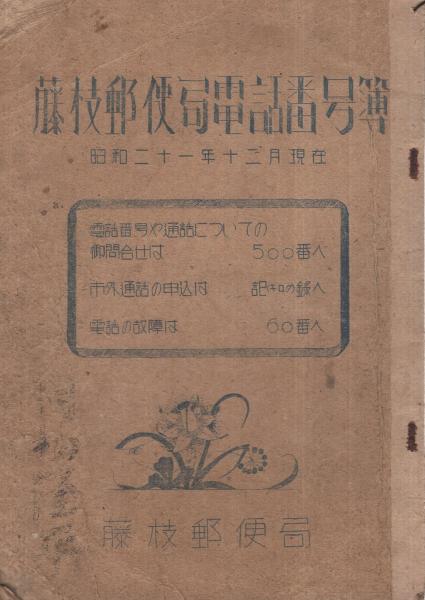 藤枝郵便局電話番号簿
昭和二十一年十二月現在
電話番号や通話についての
御問合せは 500番へ
市外通話の申込は 記キロの録へ
電話の故障は 60番へ
藤枝郵便局